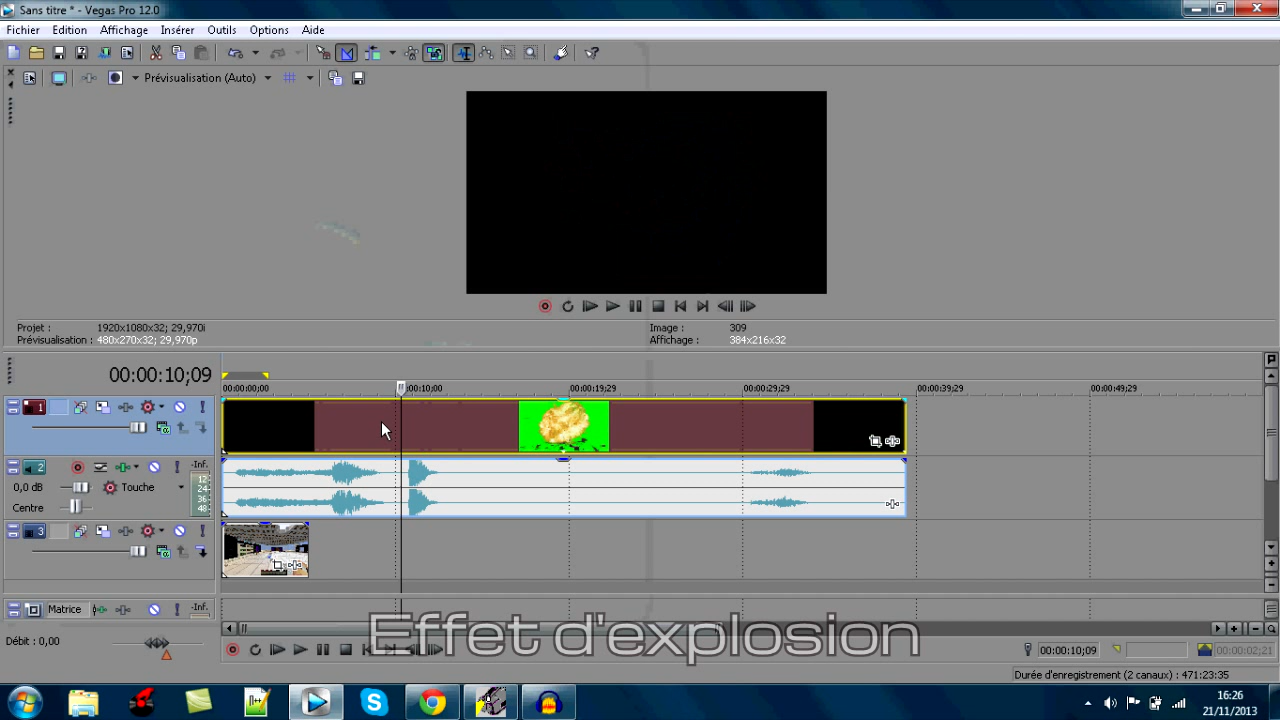 Sans titre * - Vegas Pro 12.0
Fichier Edition Affichage Insérer Outils Options Aide
Prévisualisation (Auto)
Projet : 1920x1080x32; 29,970i
Prévisualisation : 480x270x32; 29,970p
Image : 309
Affichage : 384x216x32
00:00:10;09
00:00:00;00 00:00:10;00 00:00:19;29 00:00:29;29 00:00:39;29 00:00:49;29
1
2 -Inf.
0,0 dB Touche
Centre
12
24
36
48
3
Matrice -Inf.
Débit : 0,00
Effet d'explosion
00:00:10;09 00:00:02;21
Durée d'enregistrement (2 canaux) : 471:23:35
16:26
21/11/2013